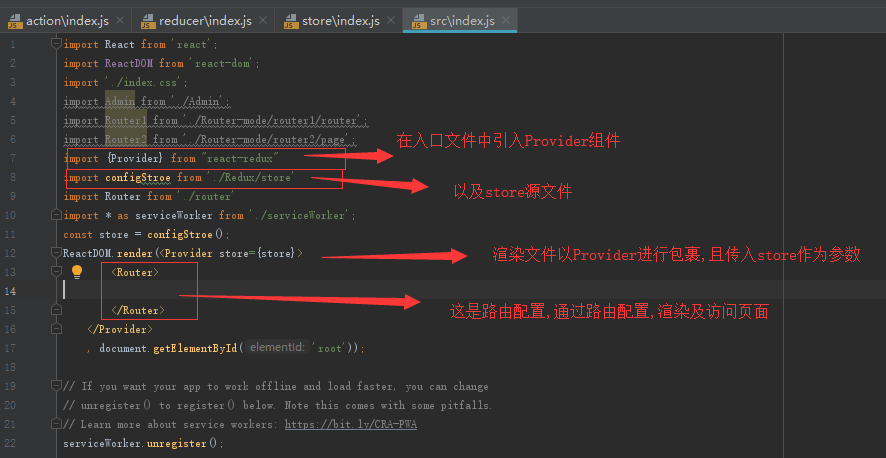 action\index.js reducer\index.js store\index.js src\index.js
1 import React from 'react';
2 import ReactDOM from 'react-dom';
3 import './index.css';
4 import Admin from './Admin';
5 import Router1 from './Router-mode/router1/router';
6 import Router2 from './Router-mode/router2/page';
在入口文件中引入Provider组件
7 import {Provider} from "react-redux"
8 import configStroe from './Redux/store'
以及store源文件
9 import Router from './router'
10 import * as serviceWorker from './serviceWorker';
11 const store = configStroe();
12 ReactDOM.render(<Provider store={store}>
渲染文件以Provider进行包裹,且传入store作为参数
13 <Router>
14
15 </Router>
这是路由配置,通过路由配置,渲染及访问页面
16 </Provider>
17 , document.getElementById( elementId: 'root'));
18
19 // If you want your app to work offline and load faster, you can change
20 // unregister() to register() below. Note this comes with some pitfalls.
21 // Learn more about service workers: https://bit.ly/CRA-PWA
22 serviceWorker.unregister();